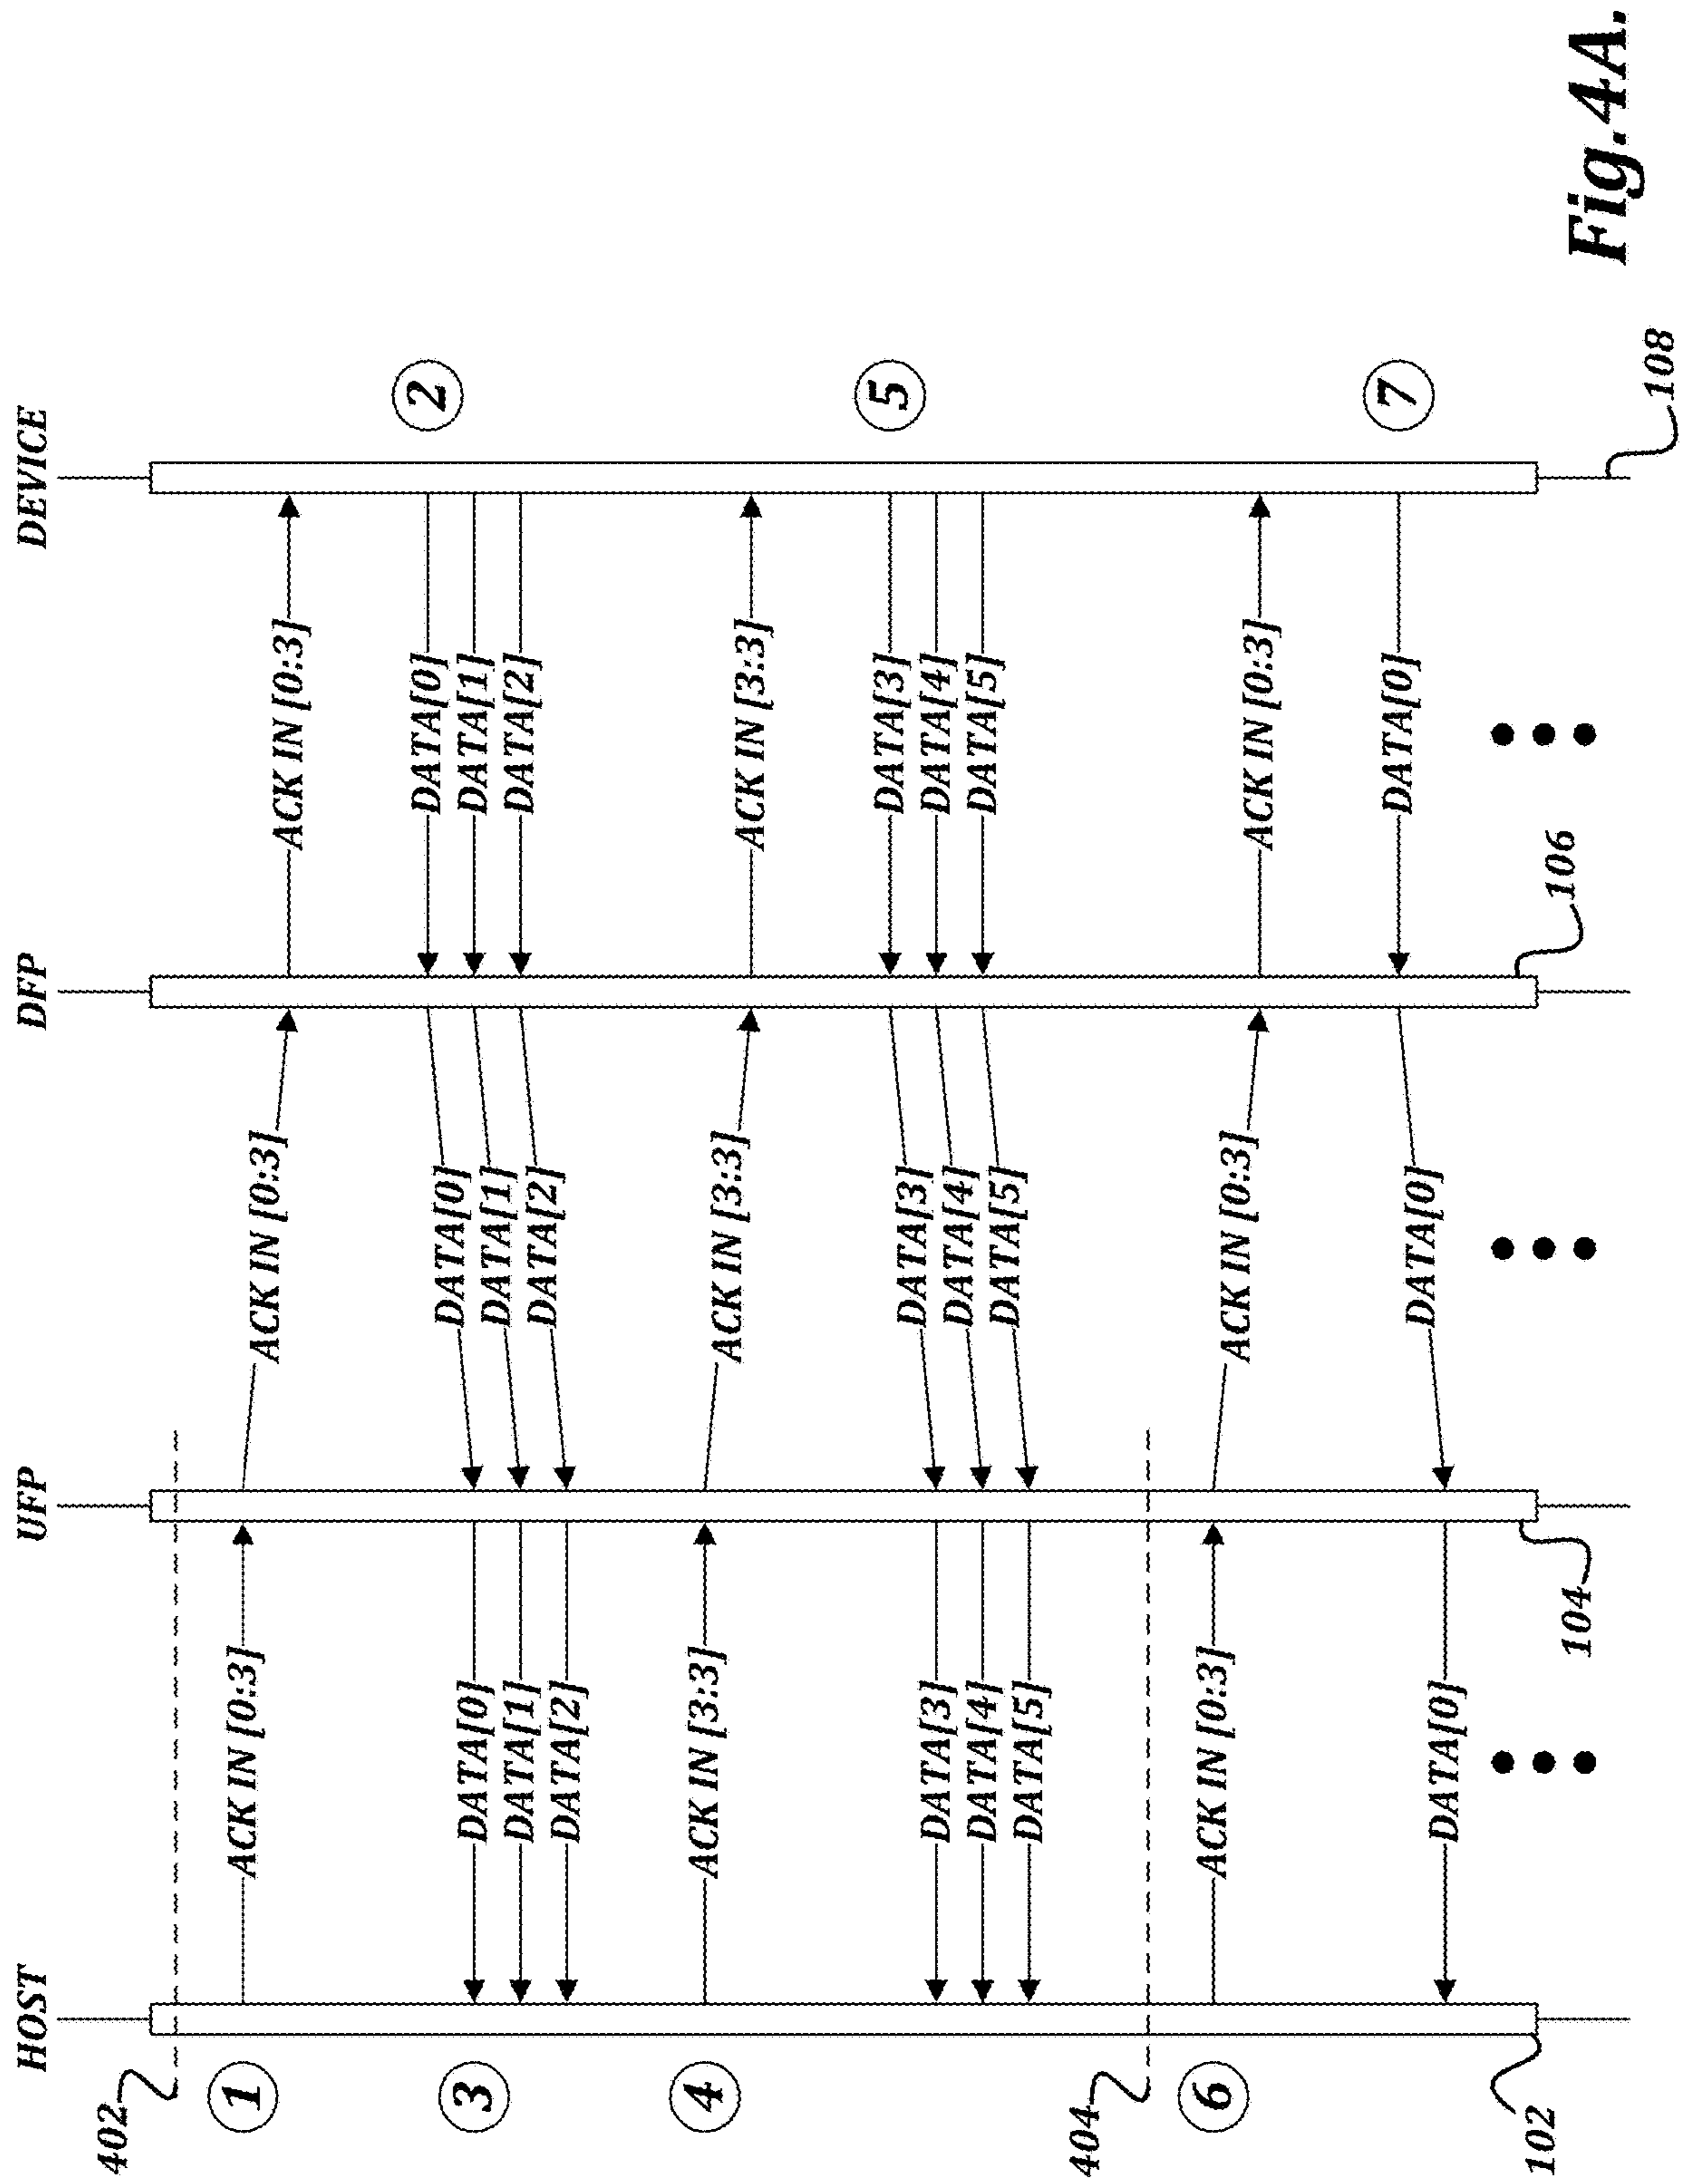 HOST UFP DFP DEVICE
402
1 ACK IN [0:3] ACK IN [0:3] ACK IN [0:3]
DATA[0] DATA[0] DATA[0] 2
3 DATA[1] DATA[1] DATA[1]
DATA[2] DATA[2] DATA[2]
4 ACK IN [3:3] ACK IN [3:3] ACK IN [3:3]
DATA[3] DATA[3] DATA[3] 5
DATA[4] DATA[4] DATA[4]
DATA[5] DATA[5] DATA[5]
404
6 ACK IN [0:3] ACK IN [0:3] ACK IN [0:3]
DATA[0] DATA[0] DATA[0] 7
102 104 106 108
Fig.4A.